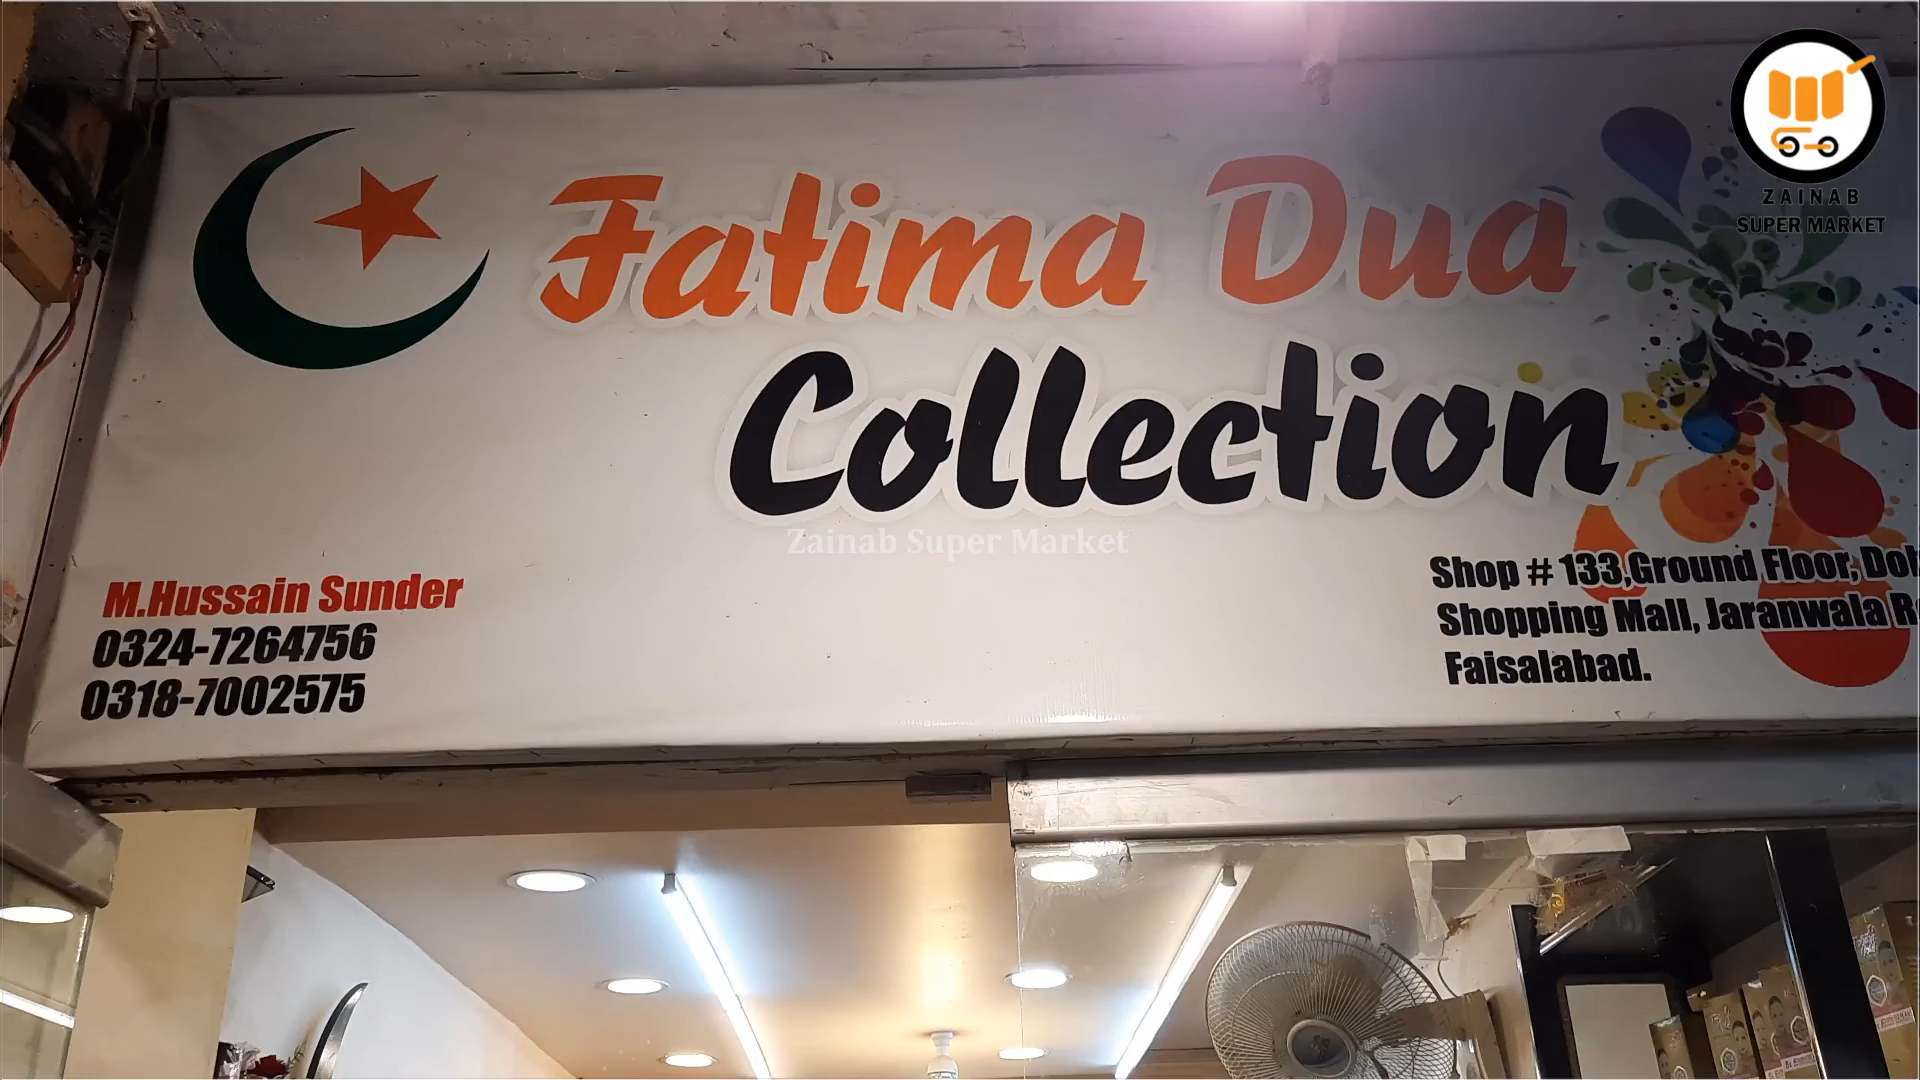 ZAINAB
SUPER MARKET
Fatima Dua
Collection
Zainab Super Market
M.Hussain Sunder
0324-7264756
0318-7002575
Shop # 133,Ground Floor,
Shopping Mall, Jaranwala
Faisalabad.